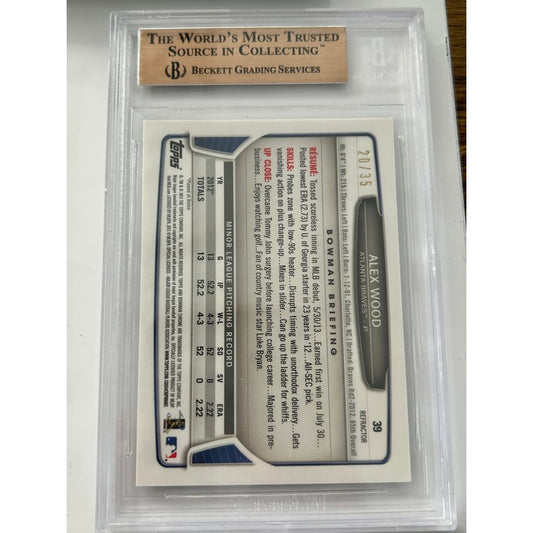 THE WORLD'S MOST TRUSTED
SOURCE IN COLLECTING™
B
BECKETT GRADING SERVICES
20/35
ALEX WOOD
ATLANTA BRAVES™ P
39
REFRACTOR
BOWMAN BRIEFING
RÉSUMÉ: Tossed scoreless inning in MLB debut, 5/30/13...Earned first win on July 30...
Posted lowest ERA (2.73) by U. of Georgia starter in 23 years in '12...All-SEC pick.
SKILLS: Probes zone with low-90s heater...Disrupts timing with unorthodox delivery...Gets
vanishing action on plus change-up...Mixes in slider...Can go up the ladder for whiffs.
UP CLOSE: Overcame Tommy John surgery before launching college career...Majored in pre-
business...Enjoys watching golf...Fan of country music star Luke Bryan.
MINOR LEAGUE PITCHING RECORD
YR G IP W-L SO SV ERA
2012* 13 52.2 4-3 52 0 2.22
TOTALS 13 52.2 4-3 52 0 2.22
topps